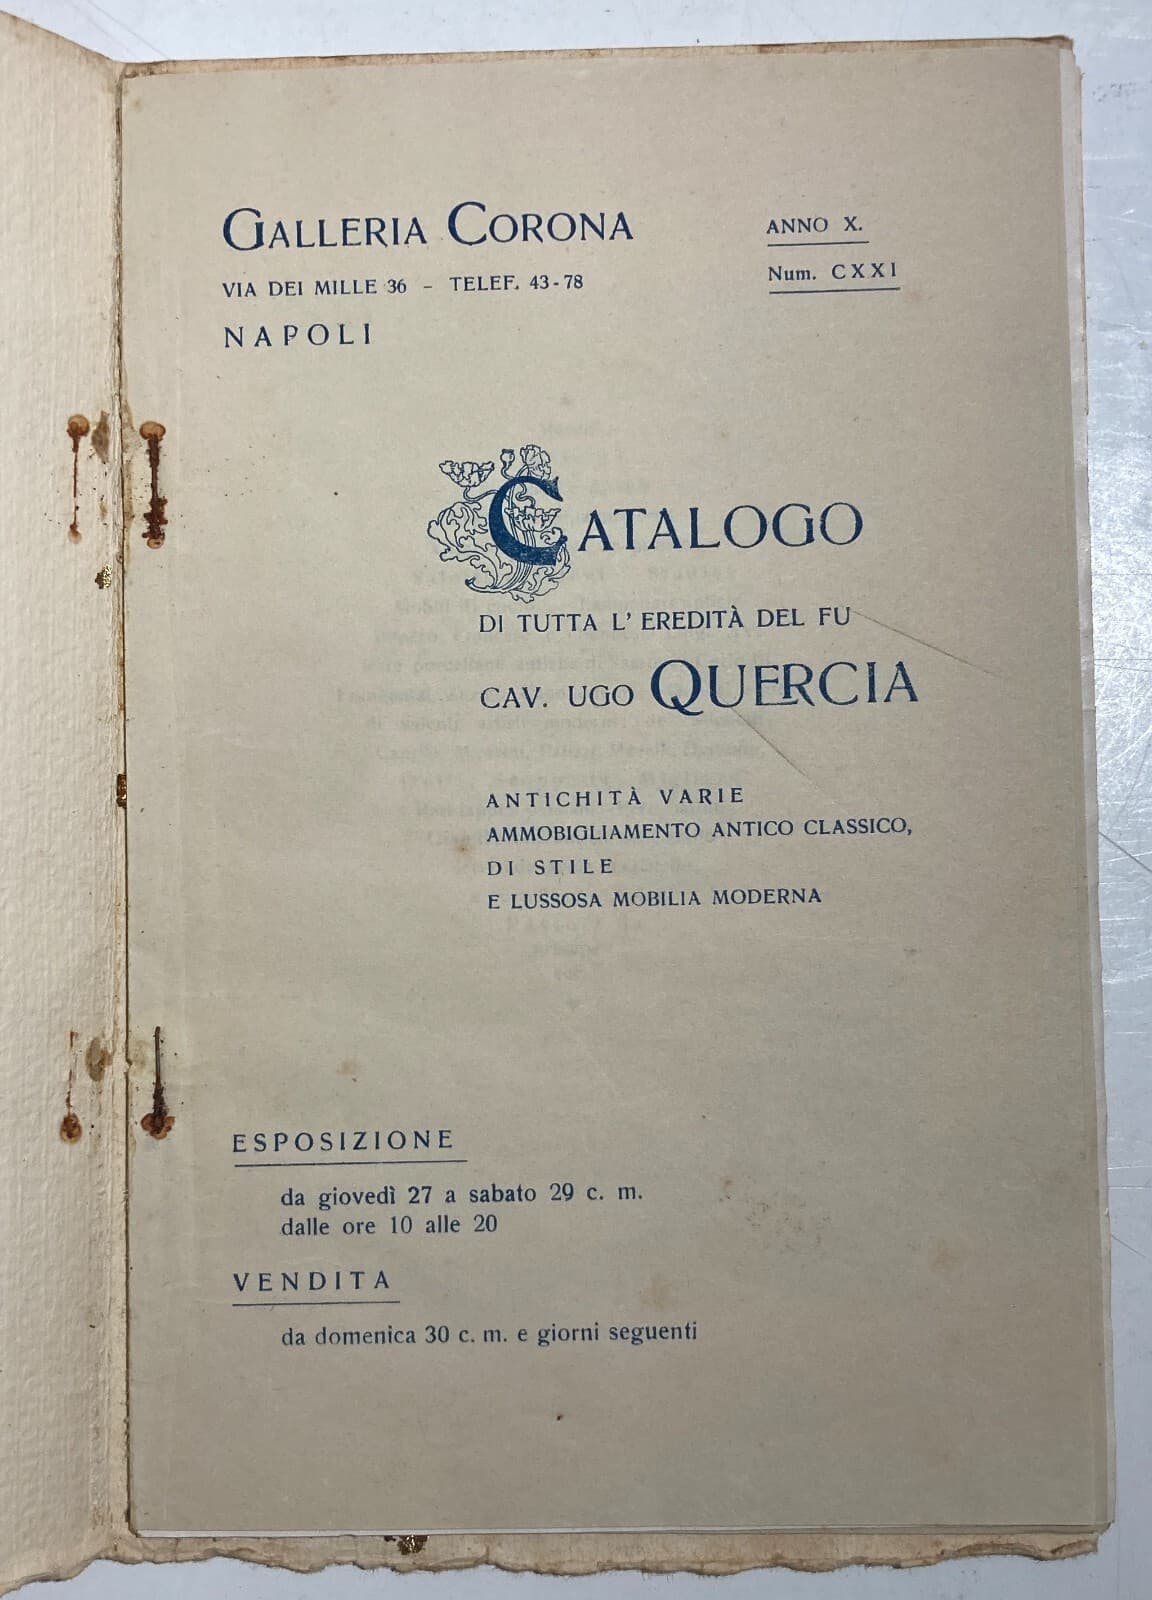 GALLERIA CORONA
VIA DEI MILLE 36 - TELEF. 43-78
NAPOLI
ANNO X.
Num. CXXI
CATALOGO
DI TUTTA L' EREDITÀ DEL FU
CAV. UGO QUERCIA
ANTICHITÀ VARIE
AMMOBIGLIAMENTO ANTICO CLASSICO,
DI STILE
E LUSSOSA MOBILIA MODERNA
ESPOSIZIONE
da giovedì 27 a sabato 29 c. m.
dalle ore 10 alle 20
VENDITA
da domenica 30 c. m. e giorni seguenti